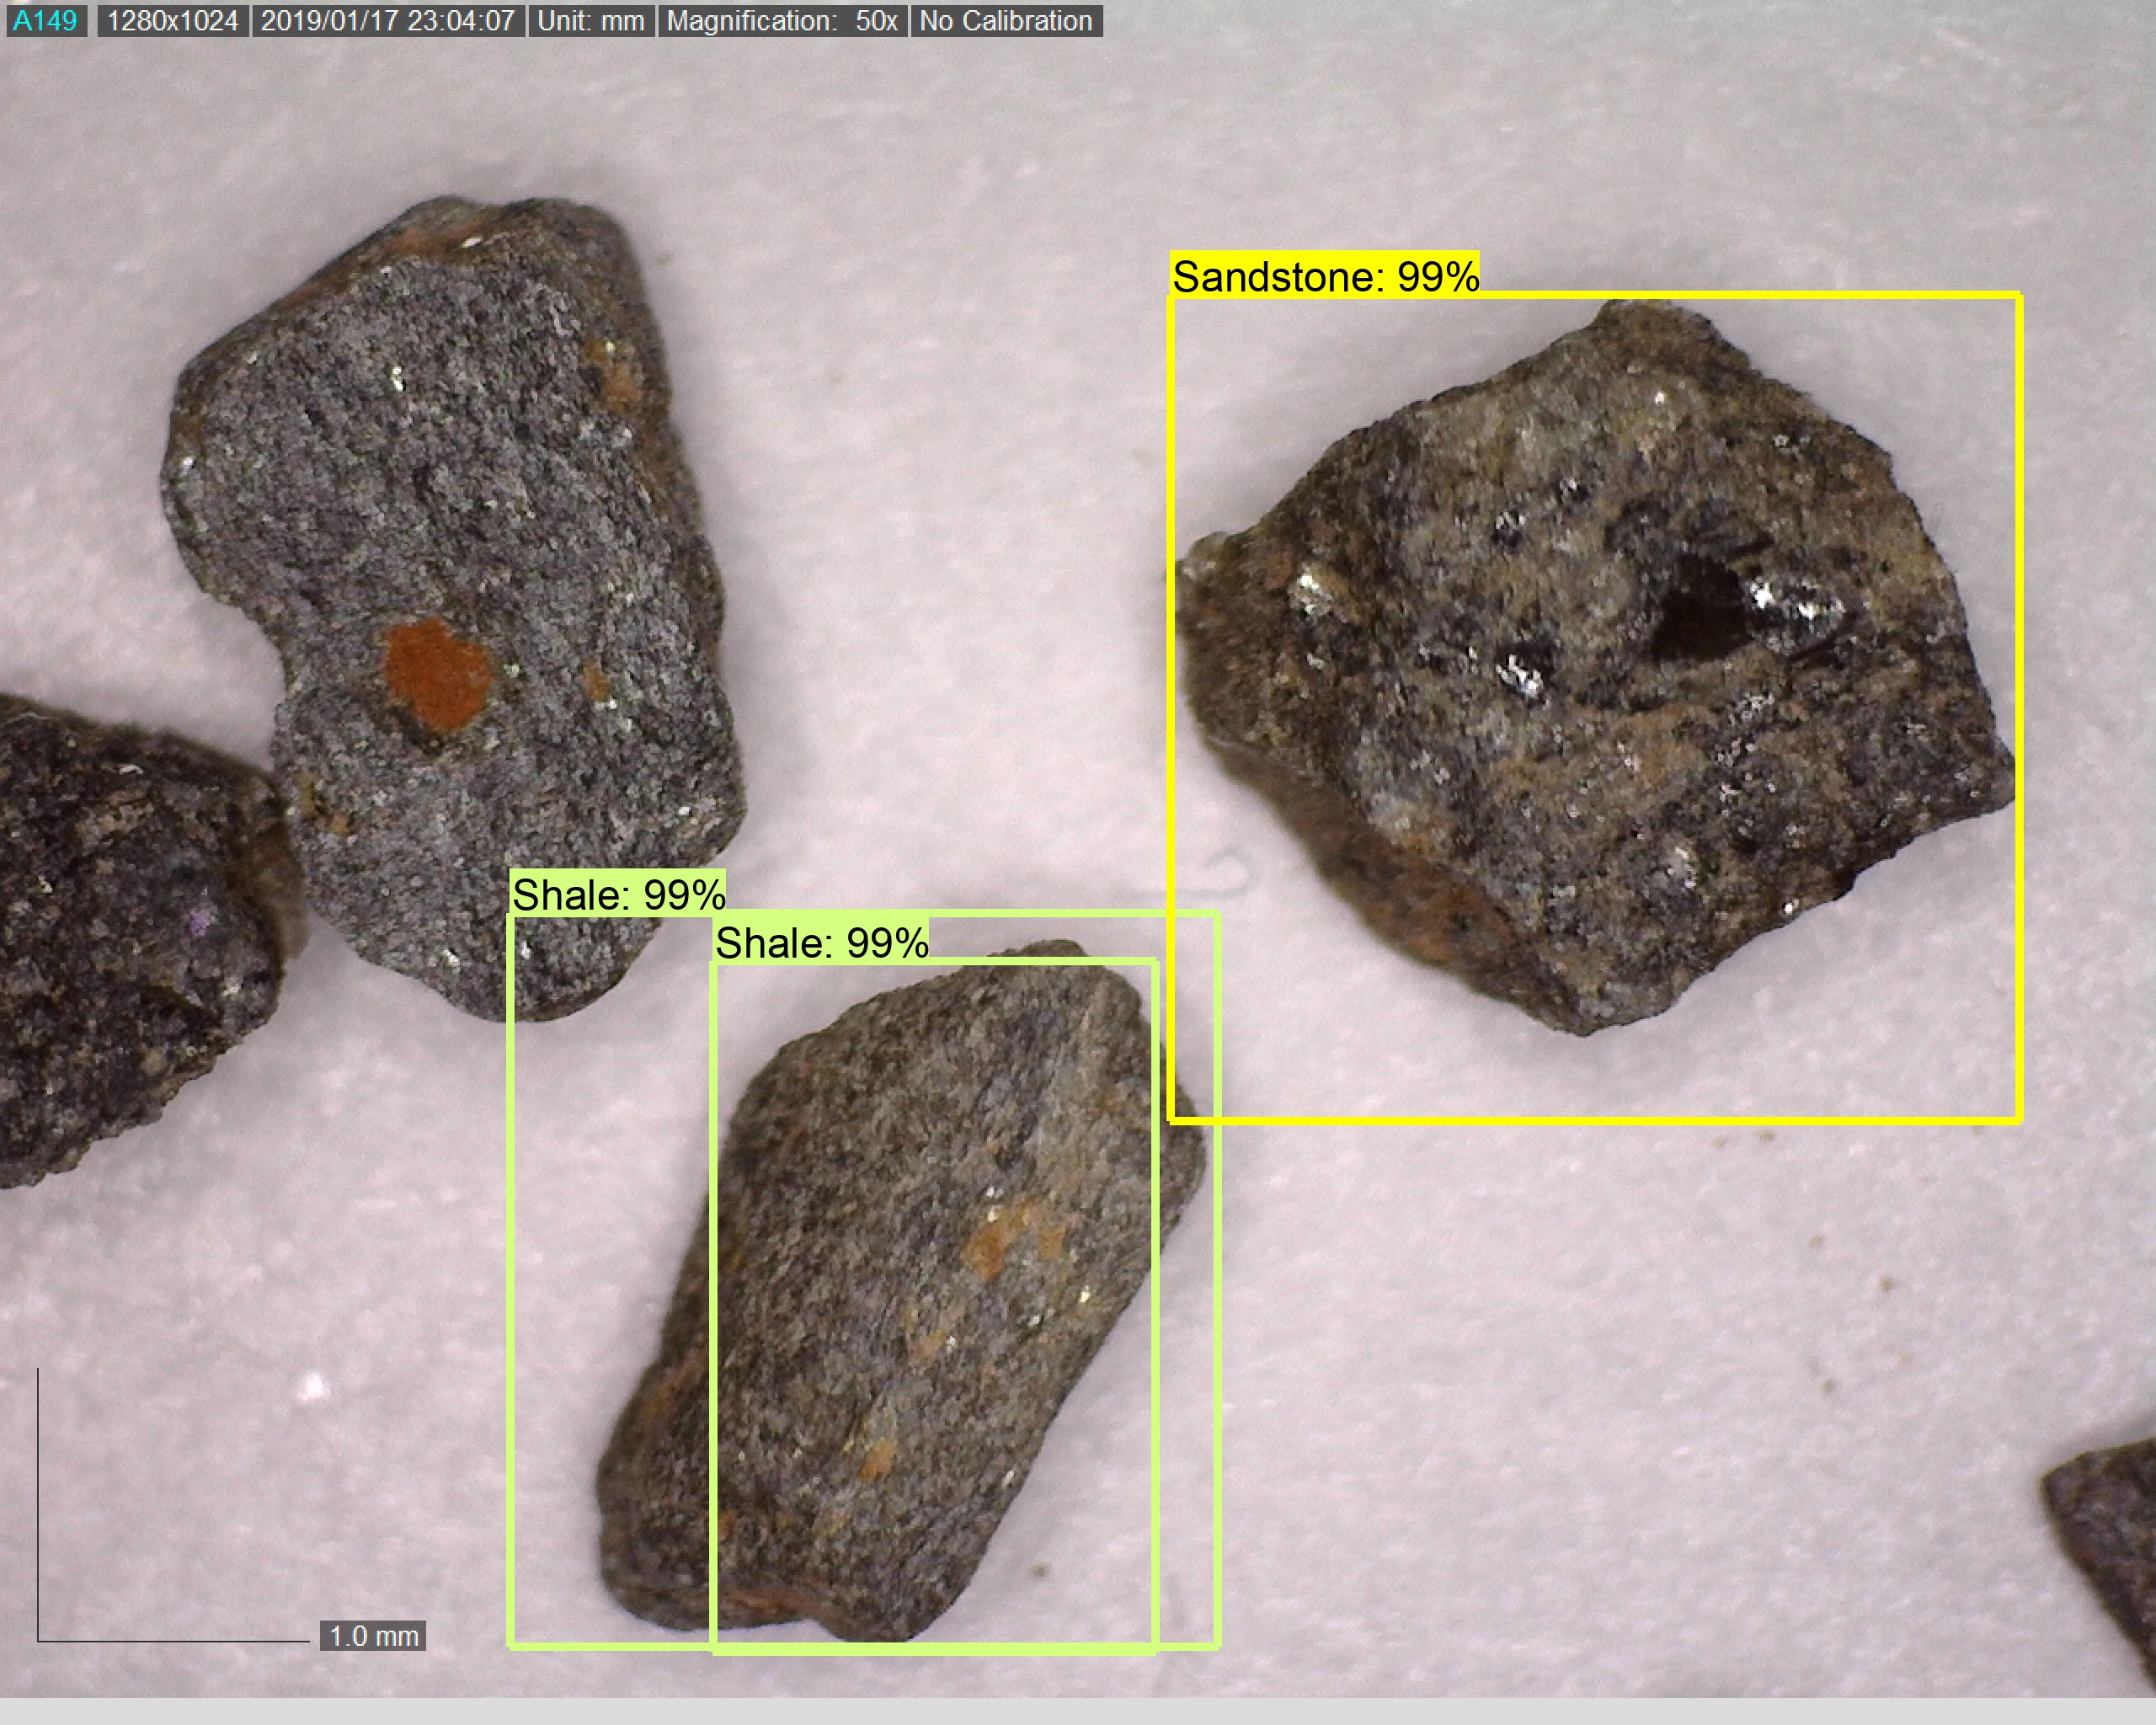 A149 1280x1024 2019/01/17 23:04:07 Unit: mm Magnification: 50x No Calibration
Sandstone: 99%
Shale: 99%
Shale: 99%
1.0 mm